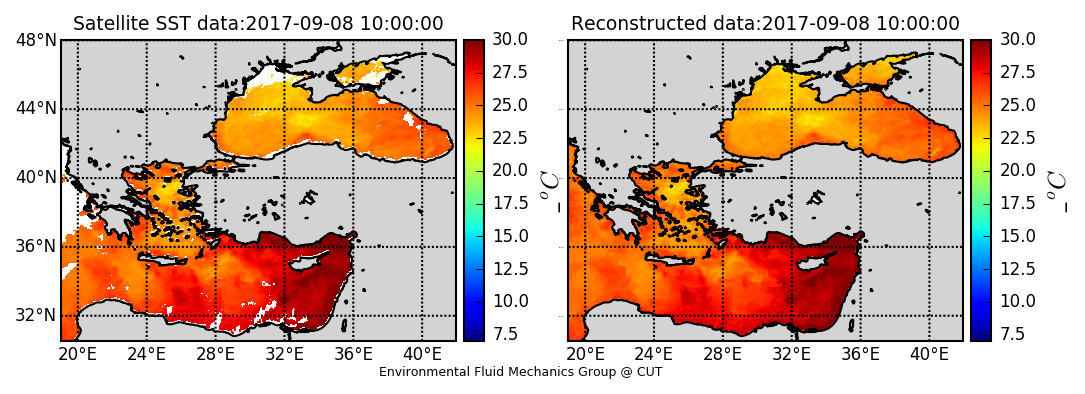 Satellite SST data:2017-09-08 10:00:00
48°N
44°N
40°N
36°N
32°N
20°E 24°E 28°E 32°E 36°E 40°E
30.0
27.5
25.0
22.5
20.0
17.5
15.0
12.5
10.0
7.5
_ °C
Reconstructed data:2017-09-08 10:00:00
20°E 24°E 28°E 32°E 36°E 40°E
30.0
27.5
25.0
22.5
20.0
17.5
15.0
12.5
10.0
7.5
_ °C
Environmental Fluid Mechanics Group @ CUT